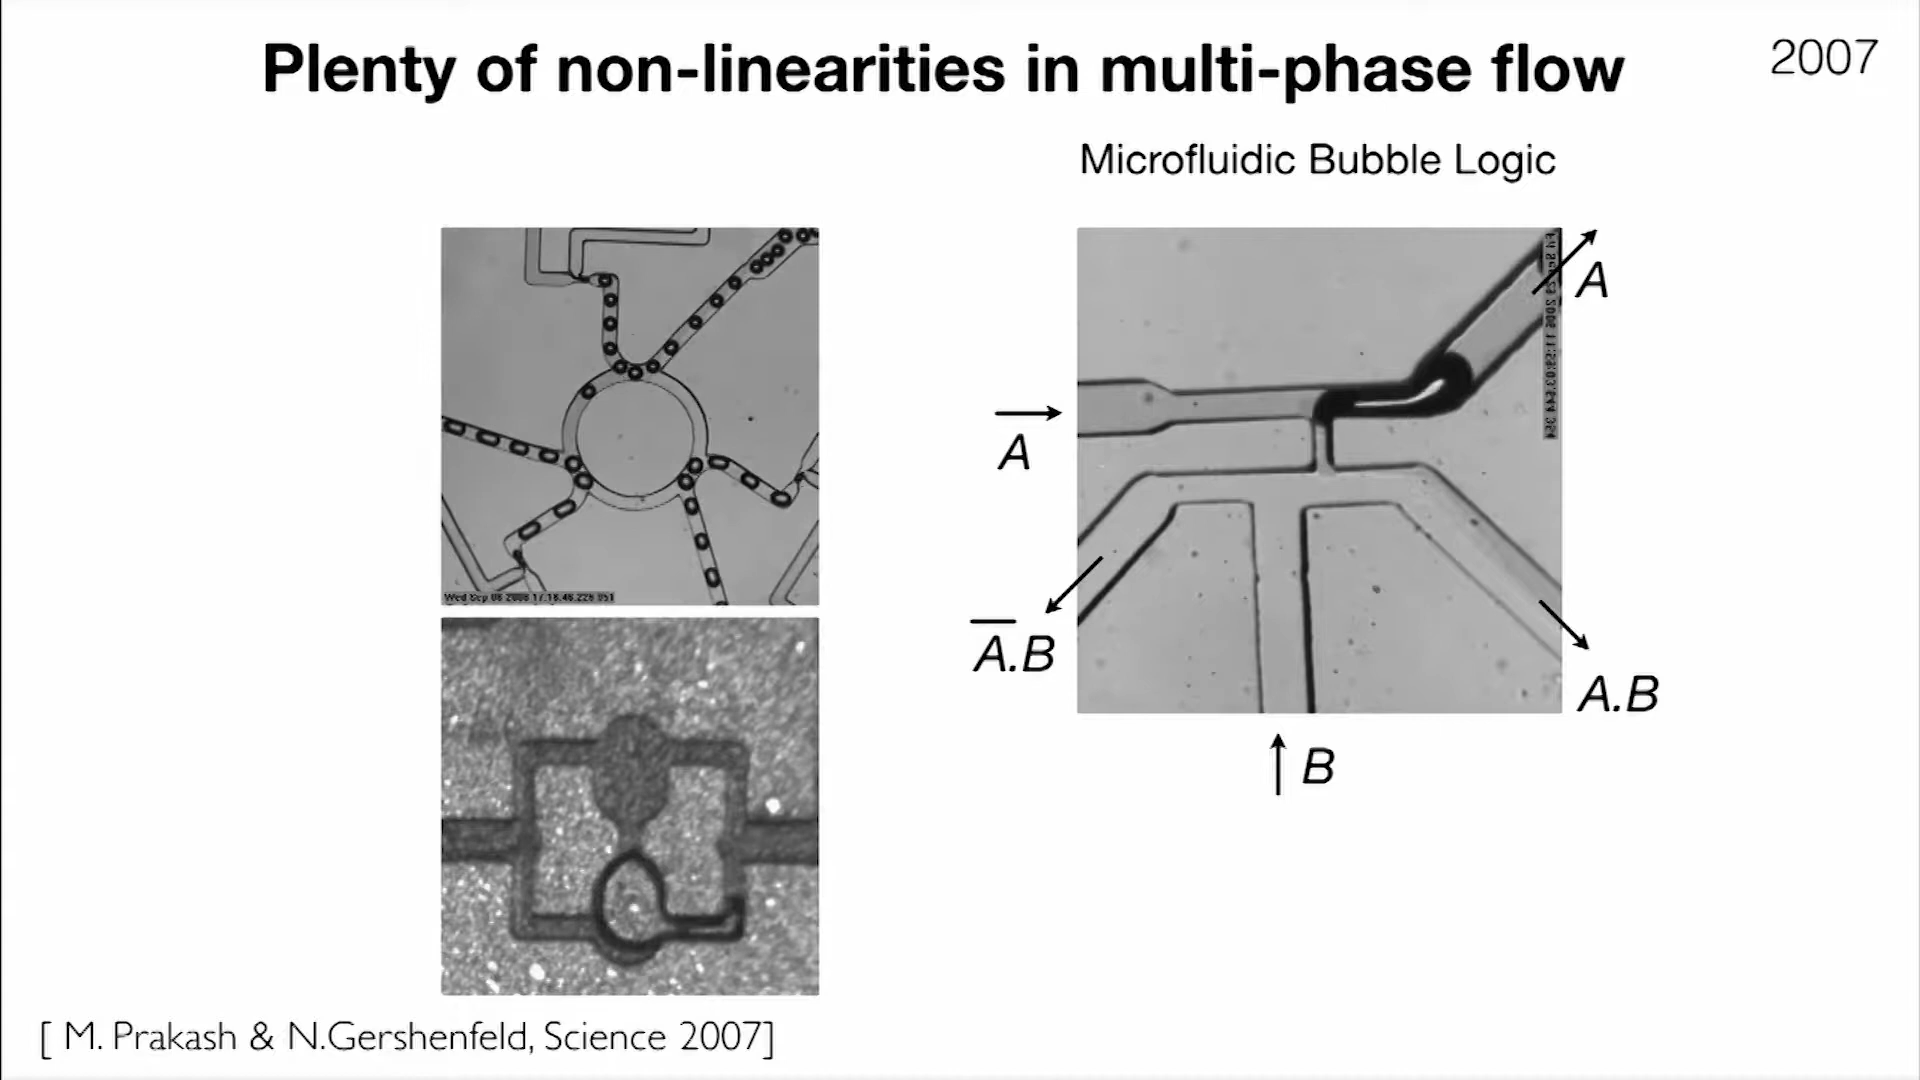 Plenty of non-linearities in multi-phase flow
2007
Microfluidic Bubble Logic
A
A
A̅.B
A.B
B
[ M. Prakash & N.Gershenfeld, Science 2007]